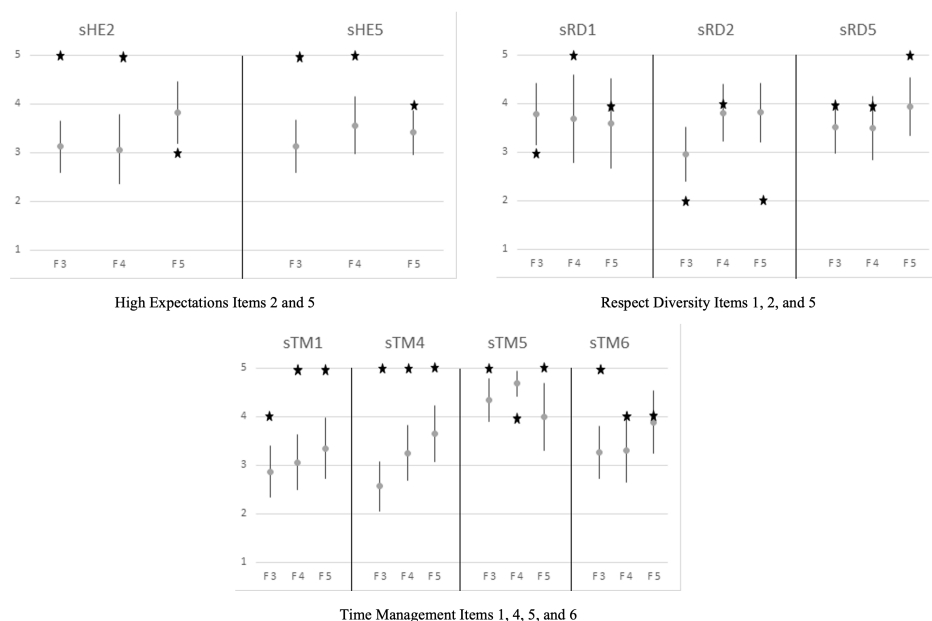 sHE2 sHE5
5
4
3
2
1
F3 F4 F5 F3 F4 F5
High Expectations Items 2 and 5
sRD1 sRD2 sRD5
5
4
3
2
1
F3 F4 F5 F3 F4 F5 F3 F4 F5
Respect Diversity Items 1, 2, and 5
sTM1 sTM4 sTM5 sTM6
5
4
3
2
1
F3 F4 F5 F3 F4 F5 F3 F4 F5 F3 F4 F5
Time Management Items 1, 4, 5, and 6